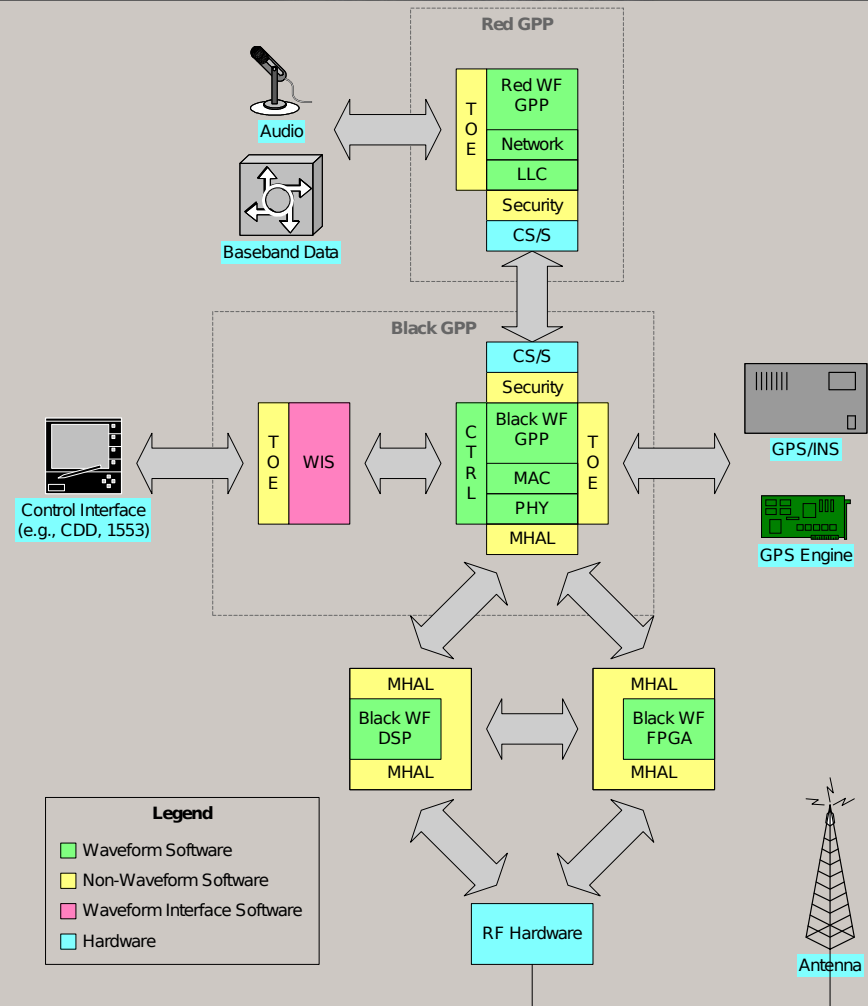 Red GPP
Audio
Baseband Data
T
O
E
Red WF
GPP
Network
LLC
Security
CS/S
Black GPP
CS/S
Security
Control Interface
(e.g., CDD, 1553)
T
O
E
WIS
C
T
R
L
Black WF
GPP
MAC
PHY
MHAL
T
O
E
GPS/INS
GPS Engine
MHAL
Black WF
DSP
MHAL
MHAL
Black WF
FPGA
MHAL
Legend
Waveform Software
Non-Waveform Software
Waveform Interface Software
Hardware
RF Hardware
Antenna